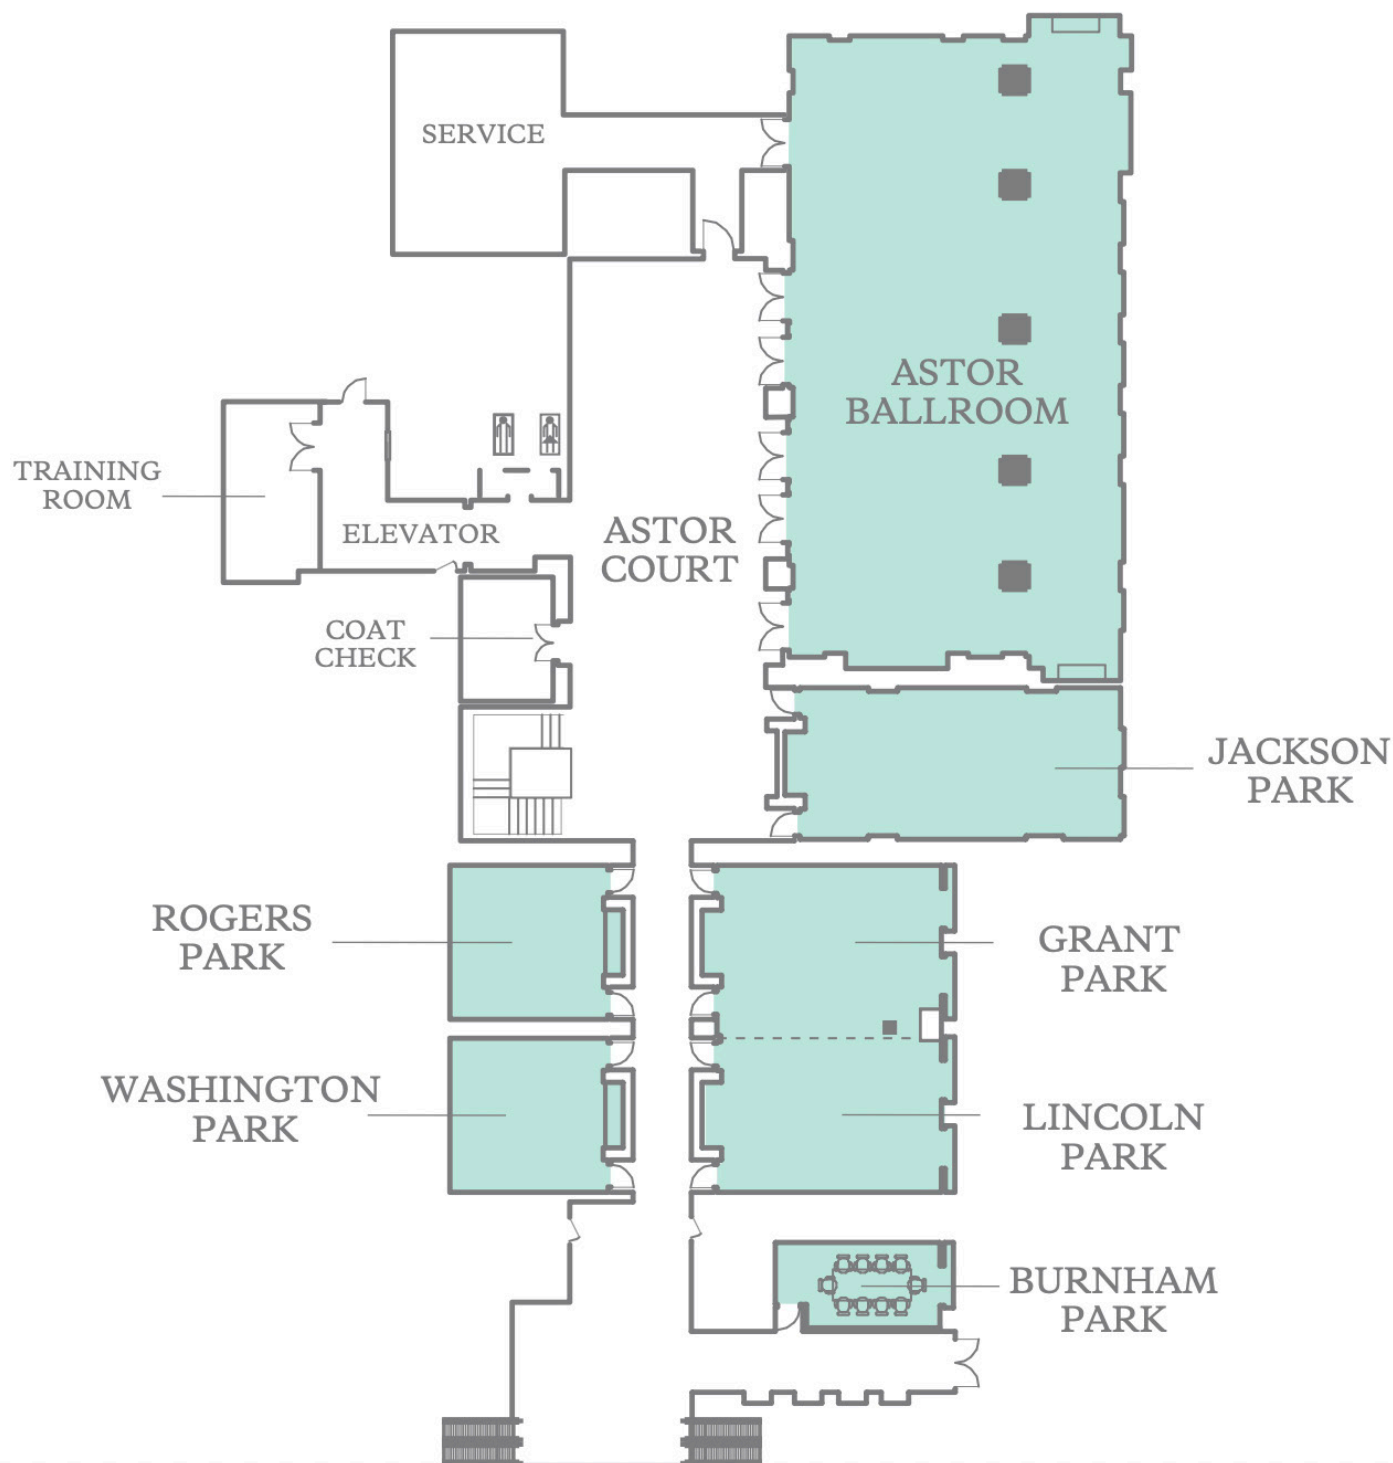 SERVICE
ASTOR
BALLROOM
TRAINING
ROOM
ELEVATOR
ASTOR
COURT
COAT
CHECK
JACKSON
PARK
ROGERS
PARK
GRANT
PARK
WASHINGTON
PARK
LINCOLN
PARK
BURNHAM
PARK